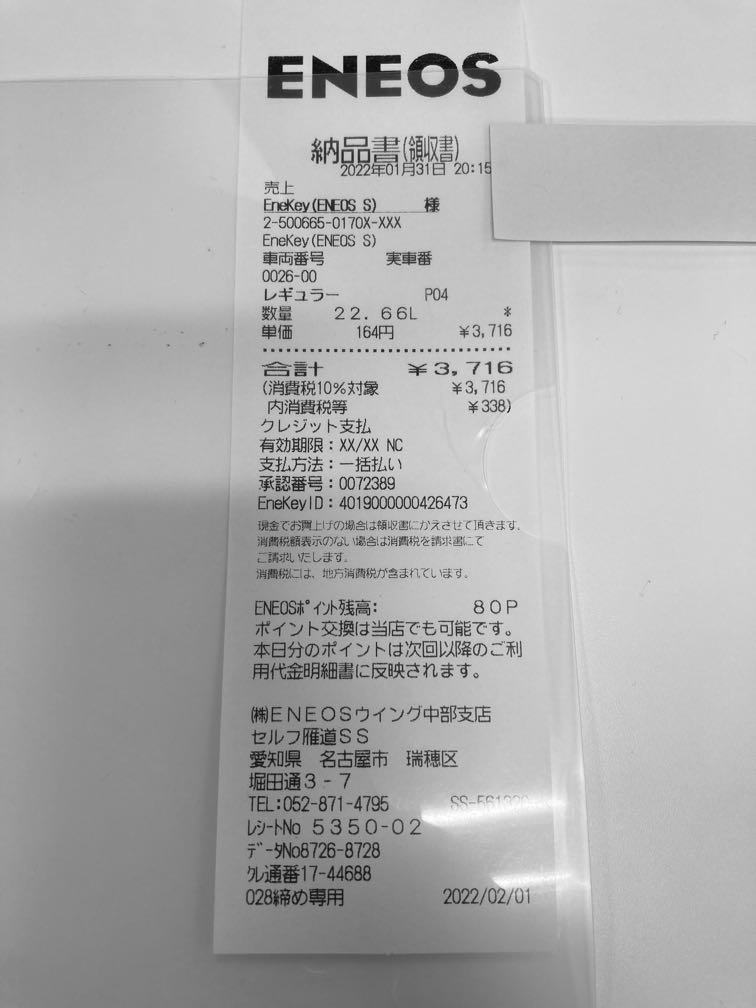 ENEOS
納品書(領収書)
2022年01月31日 20:15
売上
EneKey(ENEOS S) 様
2-500665-0170X-XXX
EneKey(ENEOS S)
車両番号 実車番
0026-00
レギュラー P04
数量 22.66L *
単価 164円 ¥3,716
合計 ¥3,716
(消費税10%対象 ¥3,716
内消費税等 ¥338)
クレジット支払
有効期限:XX/XX NC
支払方法:一括払い
承認番号:0072389
EneKeyID:4019000000426473
現金でお買上げの場合は領収書にかえさせて頂きます。
消費税額表示のない場合は消費税を請求書にて
ご請求いたします。
消費税には、地方消費税が含まれています。
ENEOSポイント残高: 80P
ポイント交換は当店でも可能です。
本日分のポイントは次回以降のご利
用代金明細書に反映されます。
㈱ENEOSウイング中部支店
セルフ雁道SS
愛知県 名古屋市 瑞穂区
堀田通3-7
TEL:052-871-4795
レシートNo 5350-02
データNo8726-8728
クレ通番17-44688
028締め専用 2022/02/01